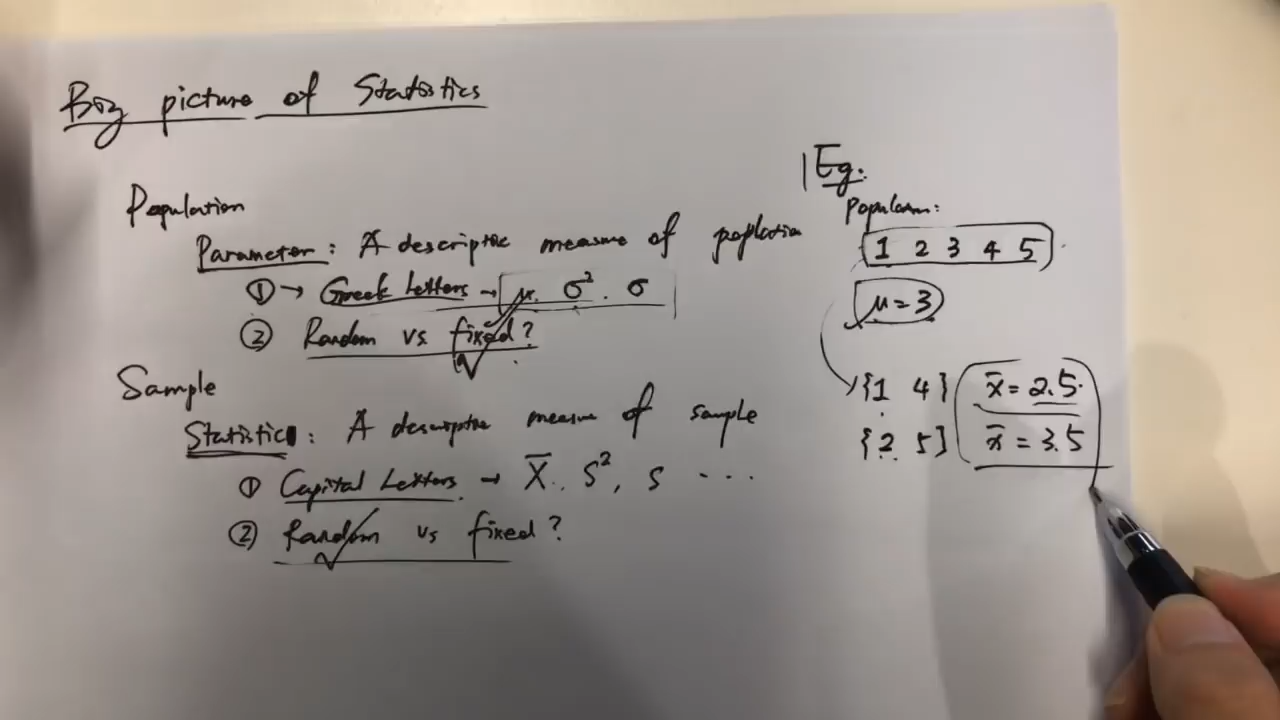 Big picture of Statistics
Population
Parameter: A descriptive measure of population
① → Greek Letters → μ. σ². σ
② Random vs fixed?
Sample
Statistic: A descriptive measure of sample
① Capital Letters → X̄., S², S ...
② Random vs fixed?
Eg.
Population:
1 2 3 4 5
μ = 3
{1 4} x̄ = 2.5
{2 5} x̄ = 3.5